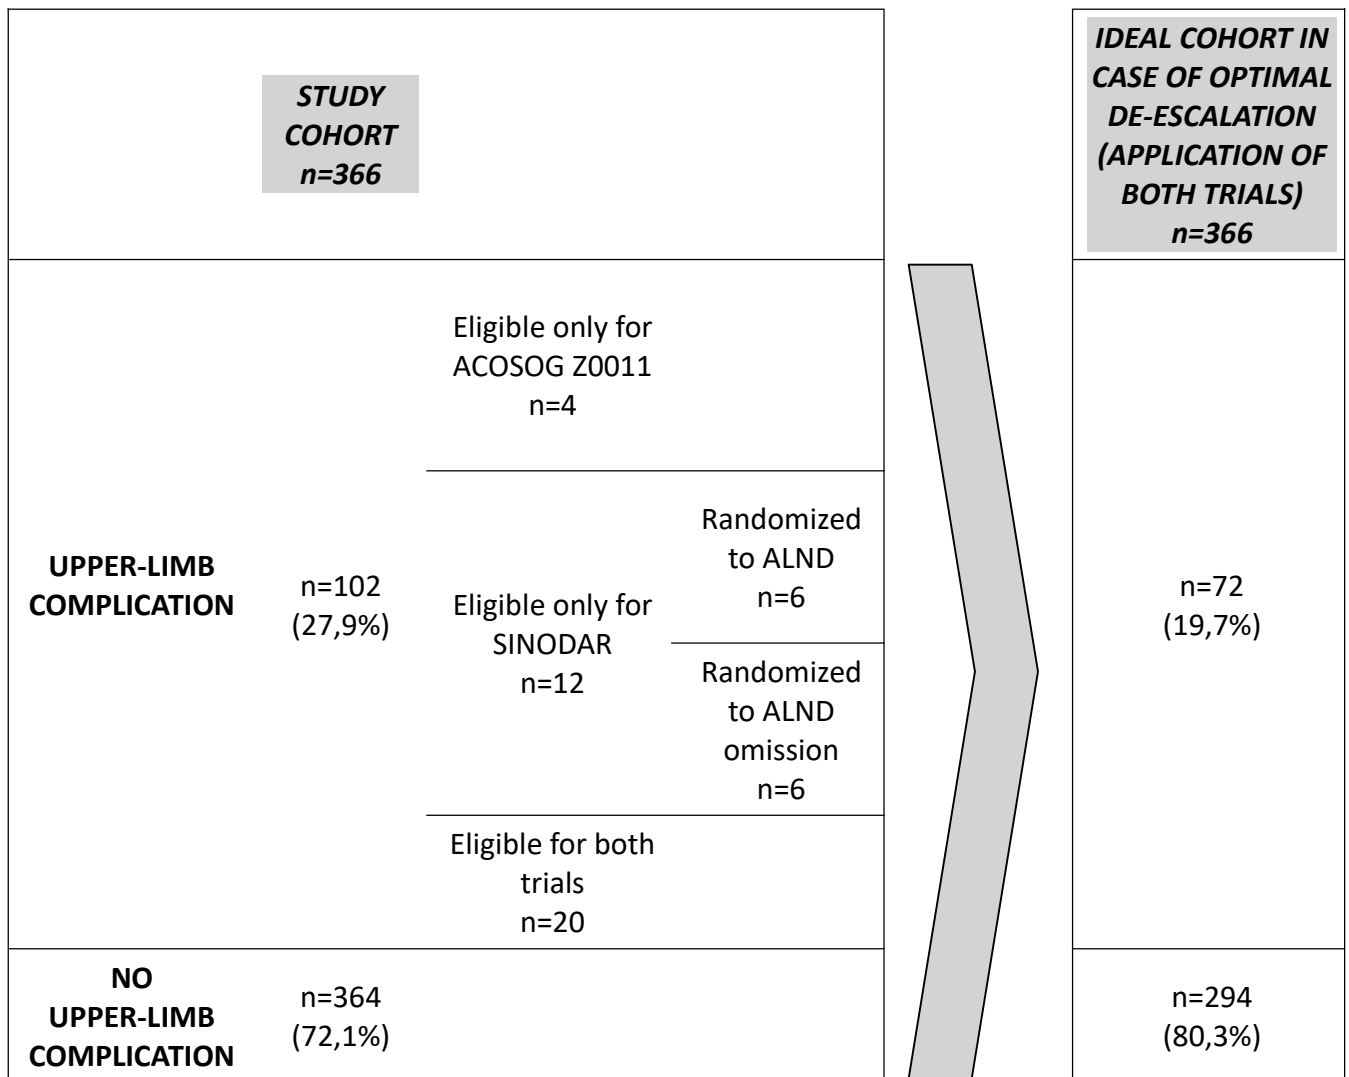 STUDY
COHORT
n=366
IDEAL COHORT IN
CASE OF OPTIMAL
DE-ESCALATION
(APPLICATION OF
BOTH TRIALS)
n=366
UPPER-LIMB
COMPLICATION
n=102
(27,9%)
Eligible only for
ACOSOG Z0011
n=4
Eligible only for
SINODAR
n=12
Randomized
to ALND
n=6
Randomized
to ALND
omission
n=6
Eligible for both
trials
n=20
n=72
(19,7%)
NO
UPPER-LIMB
COMPLICATION
n=364
(72,1%)
n=294
(80,3%)